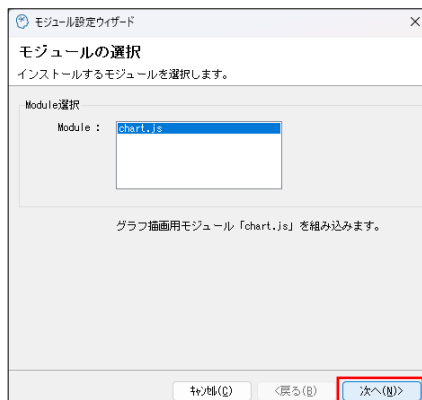 モジュール設定ウィザード
モジュールの選択
インストールするモジュールを選択します。
Module選択
Module :
chart.js
グラフ描画用モジュール「chart.js」を組み込みます。
ｷｬﾝｾﾙ(C)
<戻る(B)
次へ(N)>